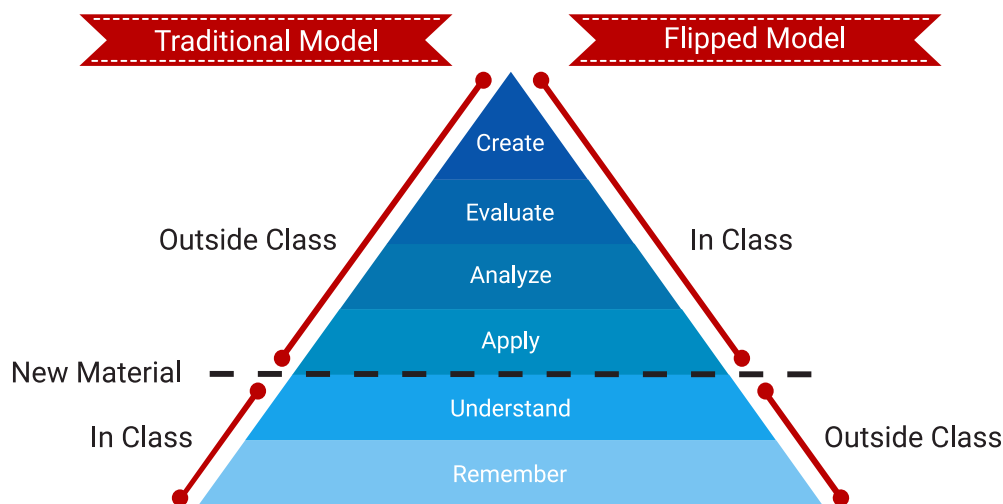 Traditional Model
Flipped Model
Create
Evaluate
Outside Class
In Class
Analyze
Apply
New Material
Understand
In Class
Outside Class
Remember